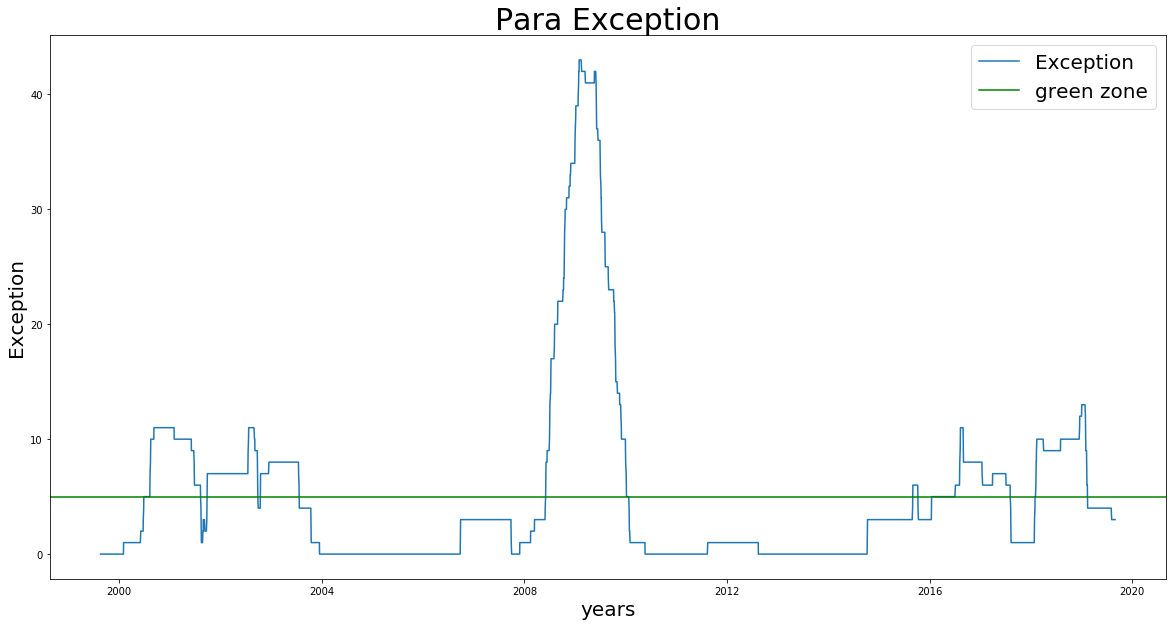 Para Exception
Exception
green zone
Exception
40
30
20
10
0
2000
2004
2008
2012
2016
2020
years